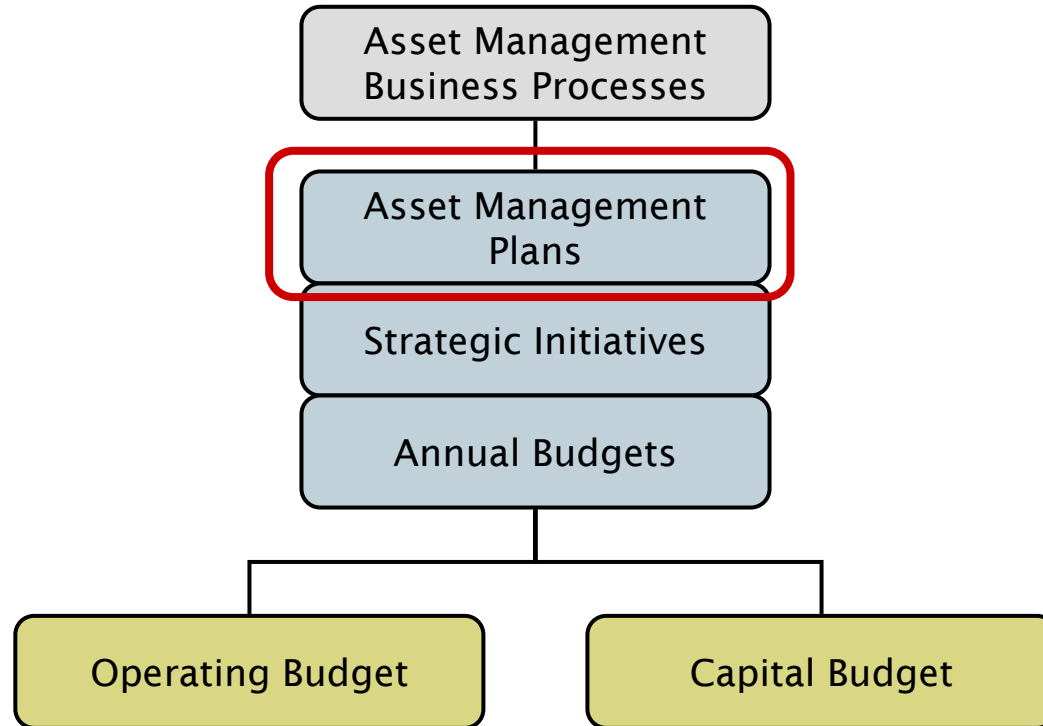 Asset Management
Business Processes
Asset Management
Plans
Strategic Initiatives
Annual Budgets
Operating Budget
Capital Budget